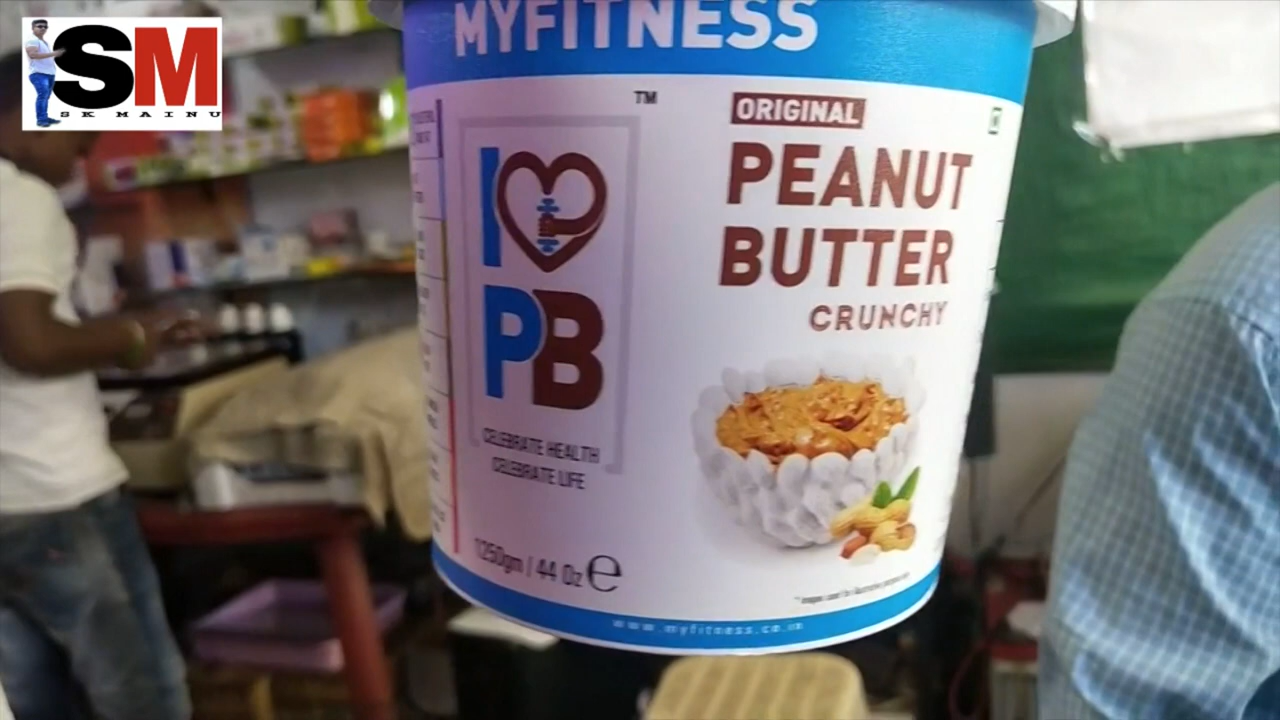 SM
SK MAINU
MYFITNESS
TM
ORIGINAL
PEANUT
BUTTER
CRUNCHY
I
PB
CELEBRATE HEALTH
CELEBRATE LIFE
1250gm / 44 Oz e
www.myfitness.co.in